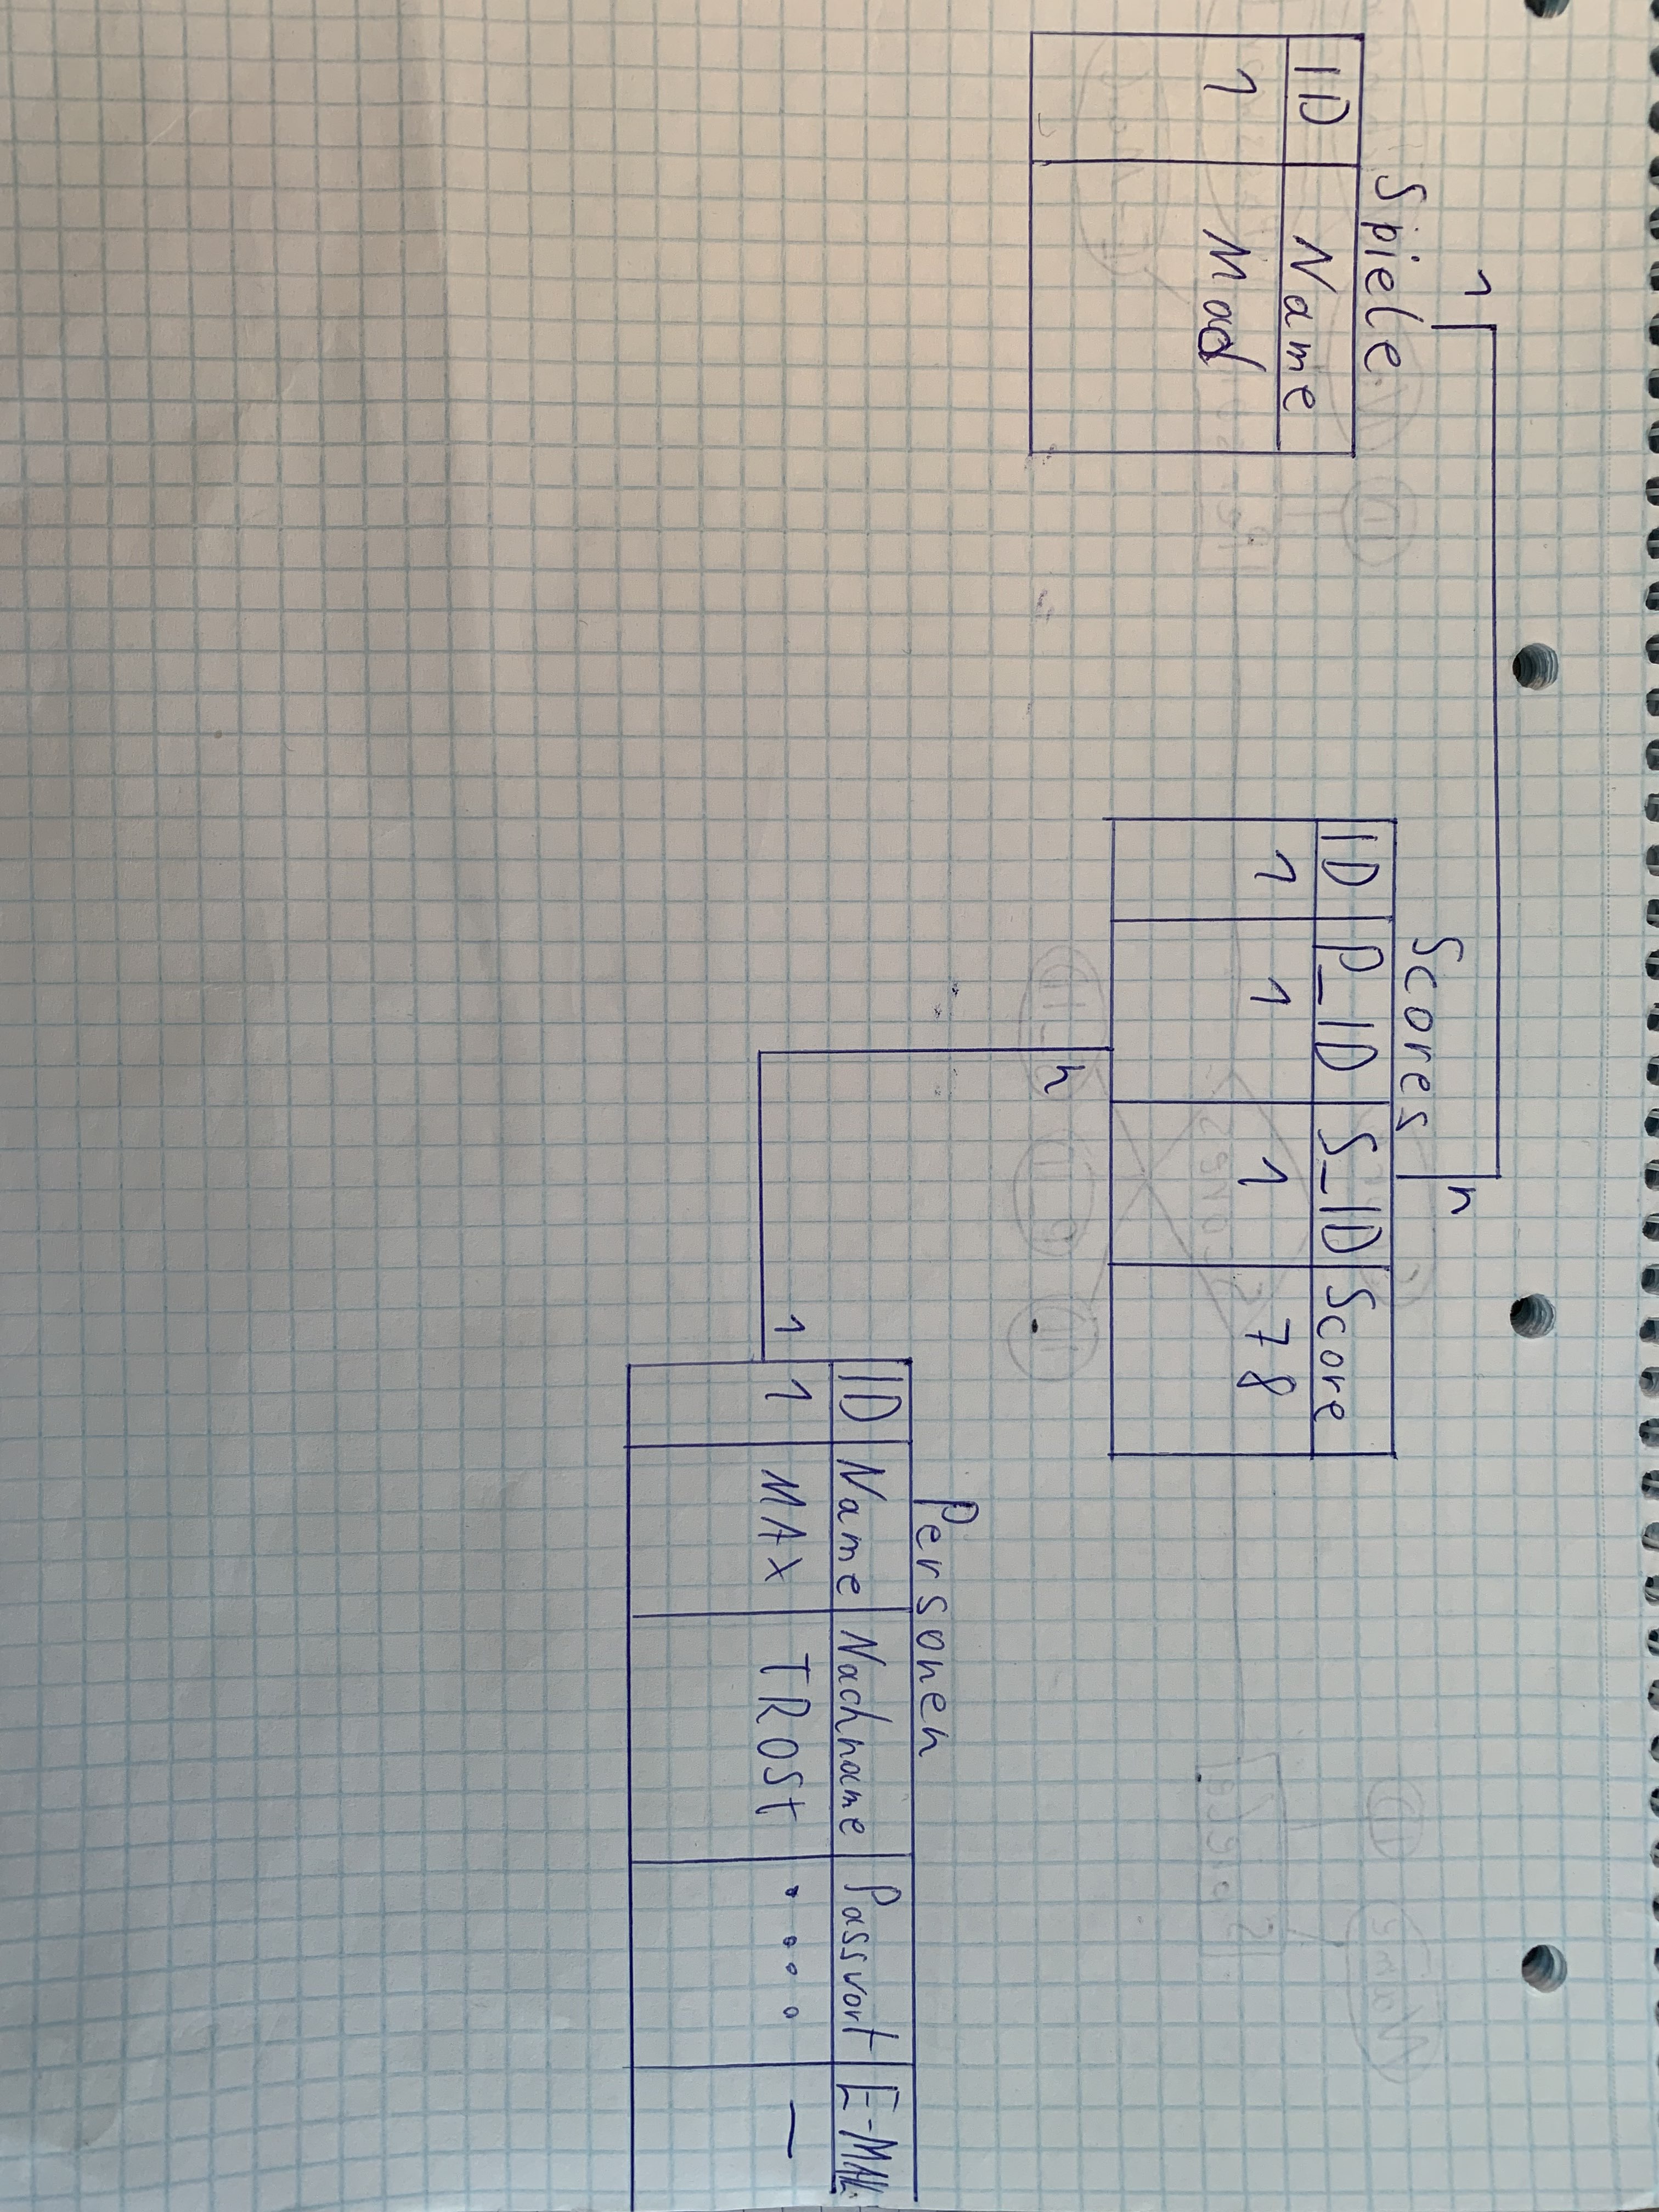 1
n
Spiele
ID Name
1 Mad
Scores
ID P_ID S_ID Score
1 1 1 78
n
1
Personen
ID Name Nachname Passvort E-MAIL
1 MAX TROSt